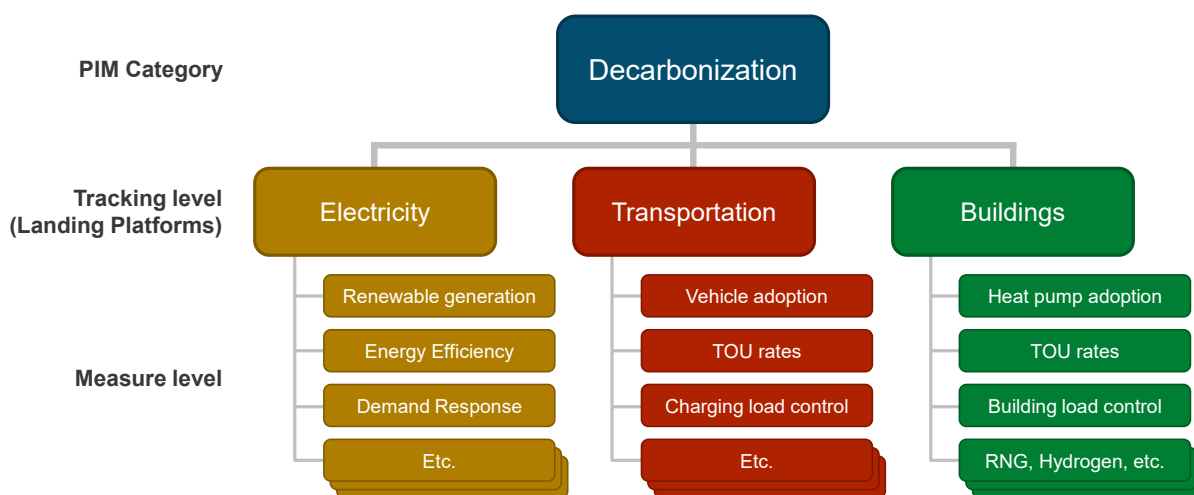 PIM Category
Decarbonization
Tracking level
(Landing Platforms)
Electricity
Transportation
Buildings
Measure level
Renewable generation
Energy Efficiency
Demand Response
Etc.
Vehicle adoption
TOU rates
Charging load control
Etc.
Heat pump adoption
TOU rates
Building load control
RNG, Hydrogen, etc.